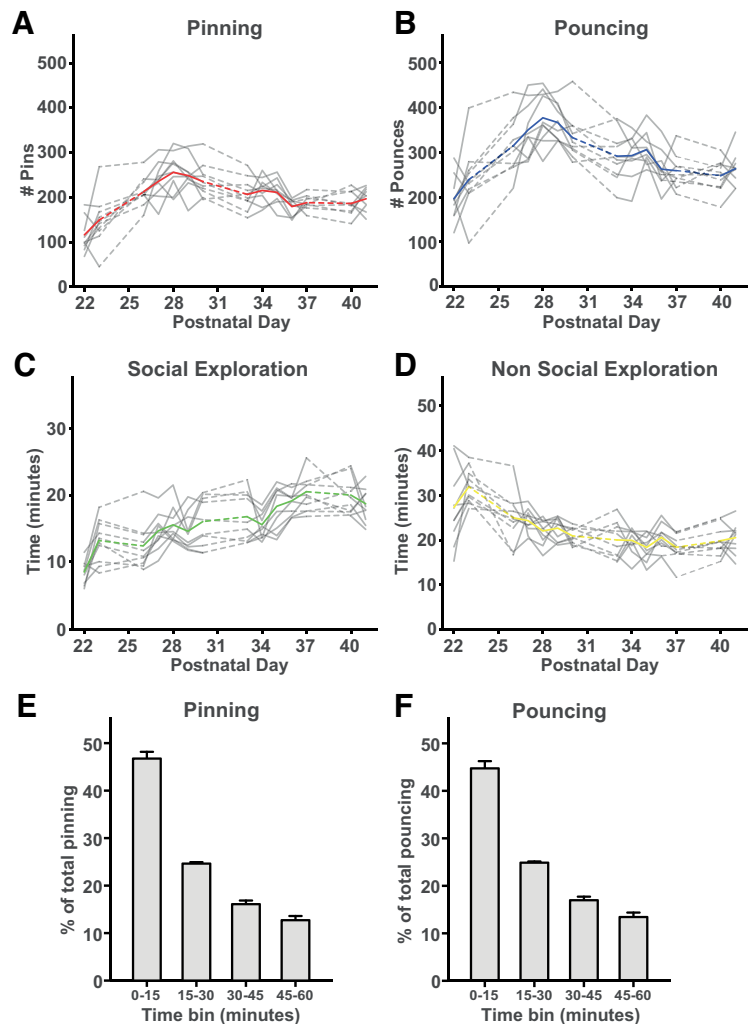 A
Pinning
# Pins
500
400
300
200
100
0
22 25 28 31 34 37 40
Postnatal Day
B
Pouncing
# Pounces
500
400
300
200
100
0
22 25 28 31 34 37 40
Postnatal Day
C
Social Exploration
Time (minutes)
30
20
10
0
22 25 28 31 34 37 40
Postnatal Day
D
Non Social Exploration
Time (minutes)
50
40
30
20
10
0
22 25 28 31 34 37 40
Postnatal Day
E
Pinning
% of total pinning
50
40
30
20
10
0
0-15 15-30 30-45 45-60
Time bin (minutes)
F
Pouncing
% of total pouncing
50
40
30
20
10
0
0-15 15-30 30-45 45-60
Time bin (minutes)